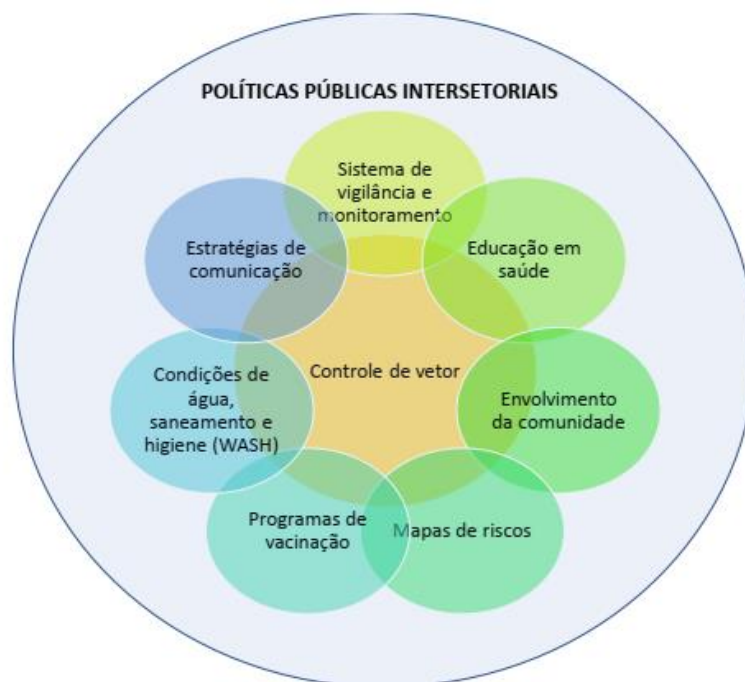 POLÍTICAS PÚBLICAS INTERSETORIAIS
Sistema de
vigilância e
monitoramento
Estratégias de
comunicação
Educação em
saúde
Condições de
água,
saneamento e
higiene (WASH)
Controle de vetor
Envolvimento
da comunidade
Programas de
vacinação
Mapas de riscos